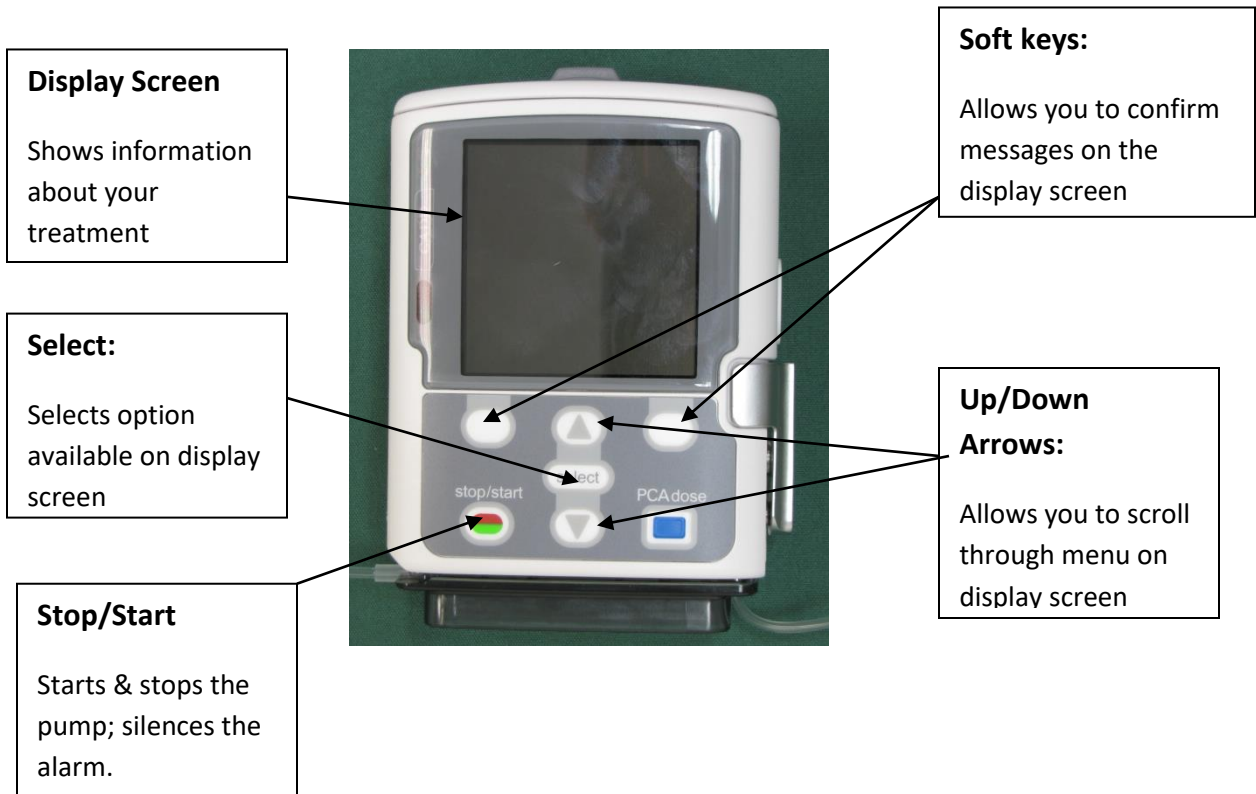 Display Screen
Shows information
about your
treatment
Select:
Selects option
available on display
screen
Stop/Start
Starts & stops the
pump; silences the
alarm.
select
stop/start
PCA dose
Soft keys:
Allows you to confirm
messages on the
display screen
Up/Down
Arrows:
Allows you to scroll
through menu on
display screen